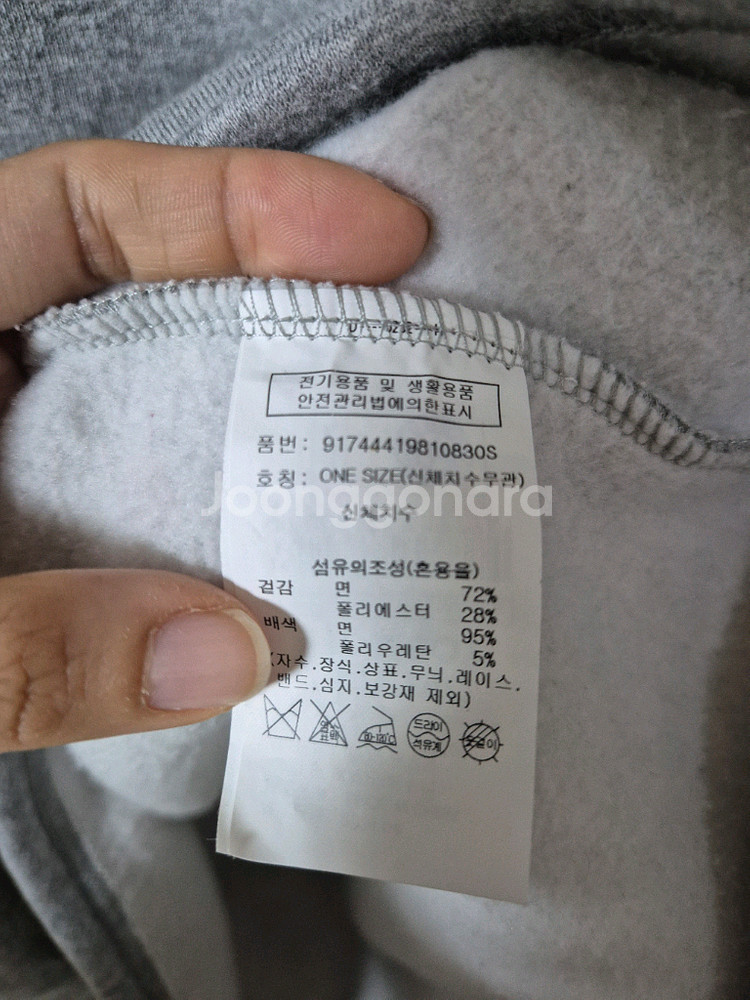 전기용품 및 생활용품
안전관리법에의한표시
품번: 91744419810830S
호칭: ONE SIZE(신체치수무관)
Joonggonara
신체치수
섬유의조성(혼용율)
겉감 면 72%
폴리에스터 28%
배색 면 95%
폴리우레탄 5%
(자수.장식.상표.무늬.레이스.
밴드.심지.보강재 제외)
드라이
석유계